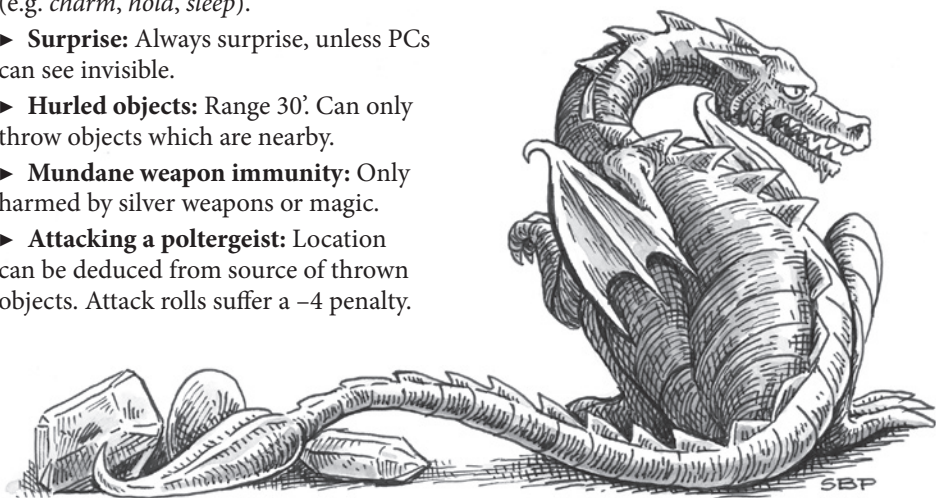 (e.g. charm, hold, sleep).
► Surprise: Always surprise, unless PCs
can see invisible.
► Hurled objects: Range 30’. Can only
throw objects which are nearby.
► Mundane weapon immunity: Only
harmed by silver weapons or magic.
► Attacking a poltergeist: Location
can be deduced from source of thrown
objects. Attack rolls suffer a –4 penalty.
SBP